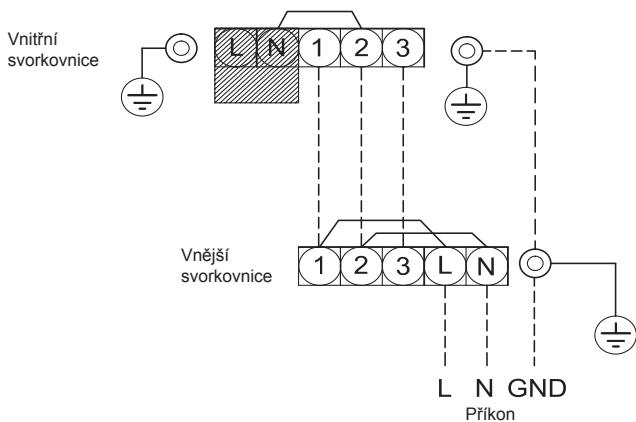 Vnitřní
svorkovnice
L N 1 2 3
Vnější
svorkovnice
1 2 3 L N
L N GND
Příkon